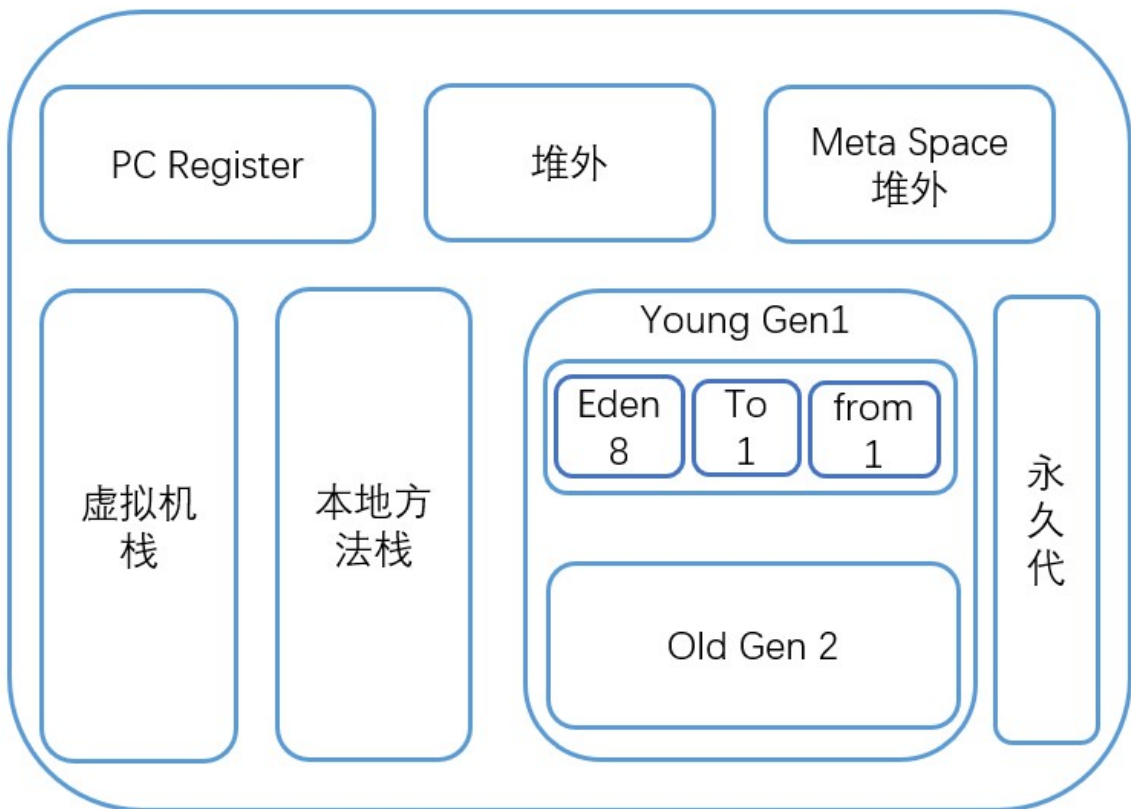 PC Register
堆外
Meta Space
堆外
虚拟机
栈
本地方
法栈
Young Gen1
Eden
8
To
1
from
1
Old Gen 2
永
久
代